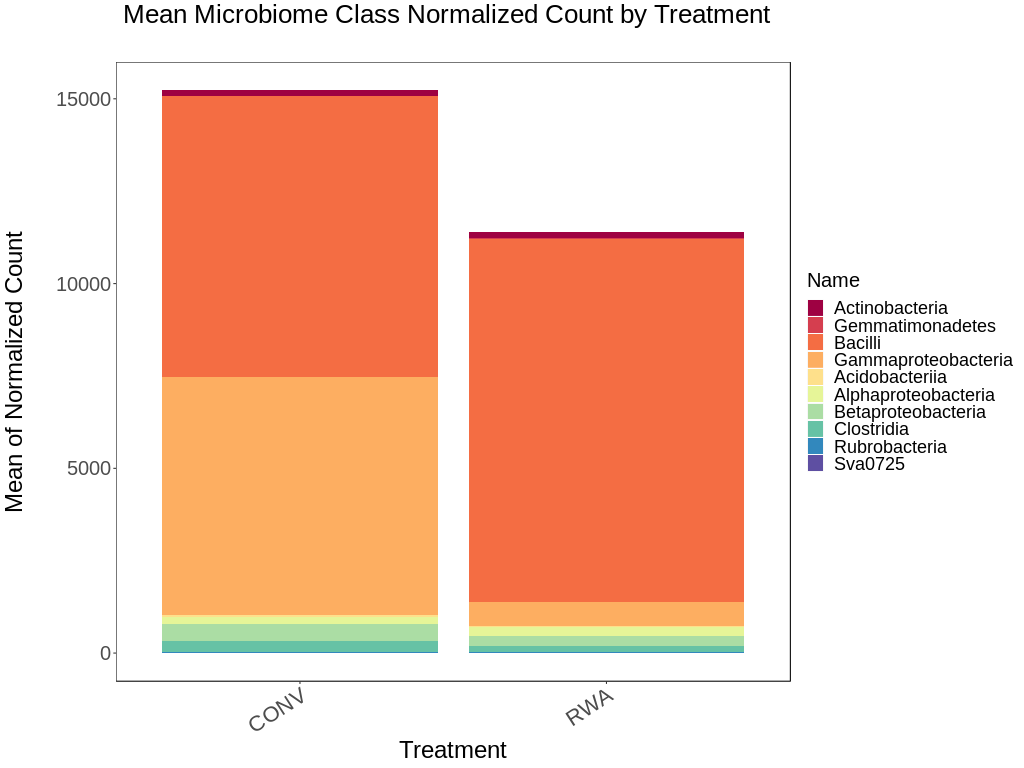 Mean Microbiome Class Normalized Count by Treatment
Mean of Normalized Count
15000
10000
5000
0
CONV
RWA
Treatment
Name
Actinobacteria
Gemmatimonadetes
Bacilli
Gammaproteobacteria
Acidobacteriia
Alphaproteobacteria
Betaproteobacteria
Clostridia
Rubrobacteria
Sva0725